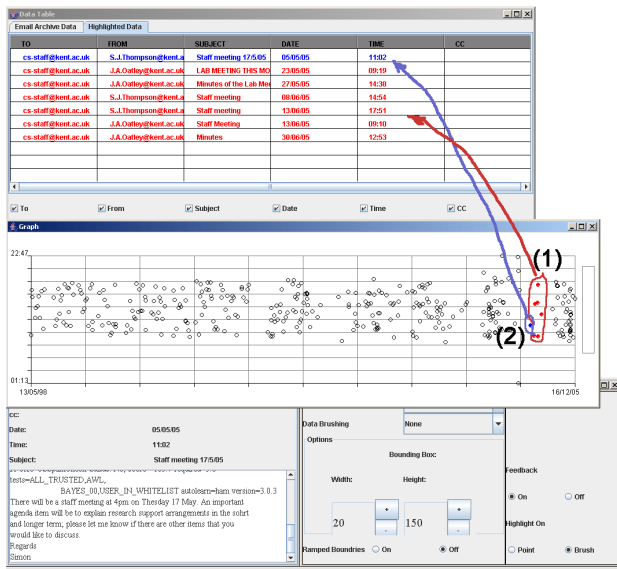 Data Table
Email Archive Data Highlighted Data
TO FROM SUBJECT DATE TIME CC
cs-staff@kent.ac.uk S.J.Thompson@kent.a Staff meeting 17/5/05 05/05/05 11:02
cs-staff@kent.ac.uk J.A.Oatley@kent.ac.uk LAB MEETING THIS MO 23/05/05 09:19
cs-staff@kent.ac.uk J.A.Oatley@kent.ac.uk Minutes of the Lab Mee 27/05/05 14:38
cs-staff@kent.ac.uk S.J.Thompson@kent.a Staff meeting 08/06/05 14:54
cs-staff@kent.ac.uk S.J.Thompson@kent.a Staff meeting 13/06/05 17:51
cs-staff@kent.ac.uk J.A.Oatley@kent.ac.uk Staff Meeting 13/06/05 09:10
cs-staff@kent.ac.uk J.A.Oatley@kent.ac.uk Minutes 30/06/05 12:53
To From Subject Date Time CC
Graph
22:47
(1)
(2)
01:13
13/05/98 16/12/05
cc:
Date: 05/05/05
Time: 11:02
Subject: Staff meeting 17/5/05
tests=ALL_TRUSTED,AWL,
BAYES_00,USER_IN_WHITELIST autolearn=ham version=3.0.3
There will be a staff meeting at 4pm on Thesday 17 May. An important
agenda item will be to explain research support arrangements in the sohrt
and longer term; please let me know if there are other items that you
would like to discuss.
Regards
Simon
Data Brushing None
Options
Bounding Box:
Width: Height:
20 + - 150 + -
Ramped Boundries On Off
Feedback
On Off
Highlight On
Point Brush